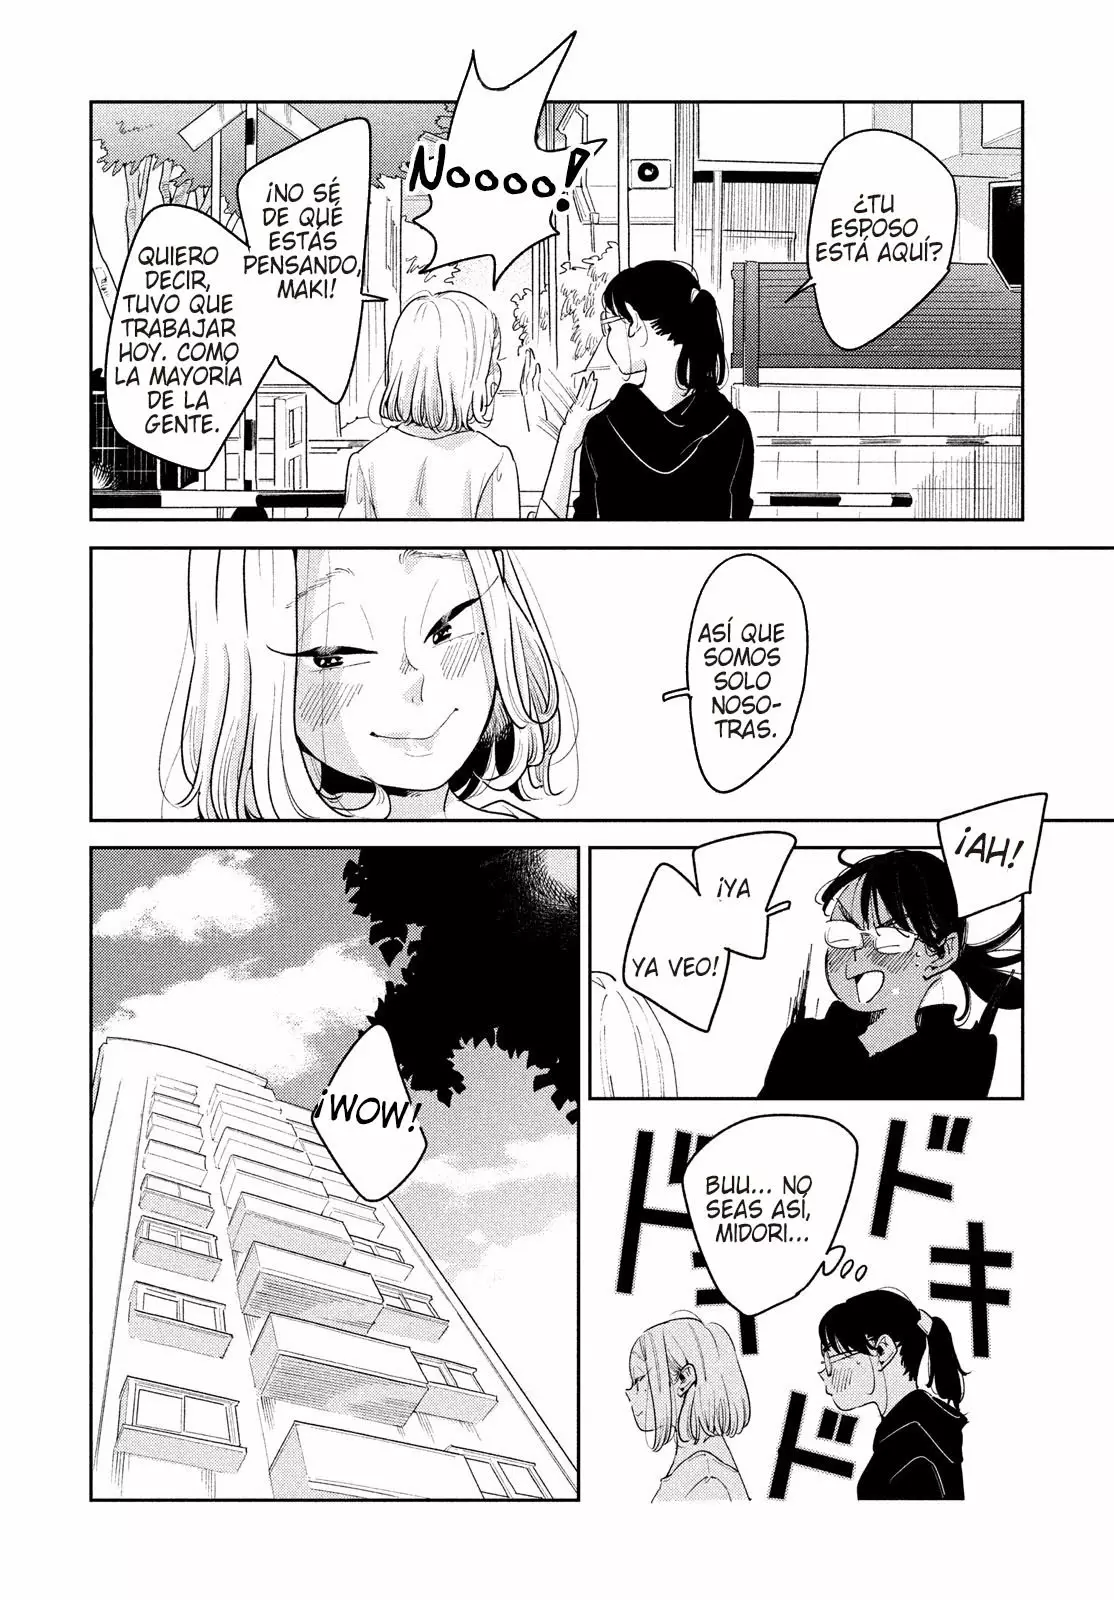 ¿TU
ESPOSO
ESTÁ AQUÍ?
Noooo!
¡NO SÉ
DE QUÉ
ESTÁS
PENSANDO,
MAKI!
QUIERO
DECIR,
TUVO QUE
TRABAJAR
HOY. COMO
LA MAYORÍA
DE LA
GENTE.
ASÍ QUE
SOMOS
SOLO
NOSO-
TRAS.
¡AH!
¡YA
YA VEO!
BUU... NO
SEAS ASÍ,
MIDORI...
ドキ
ドキ
ドド
¡WOW!